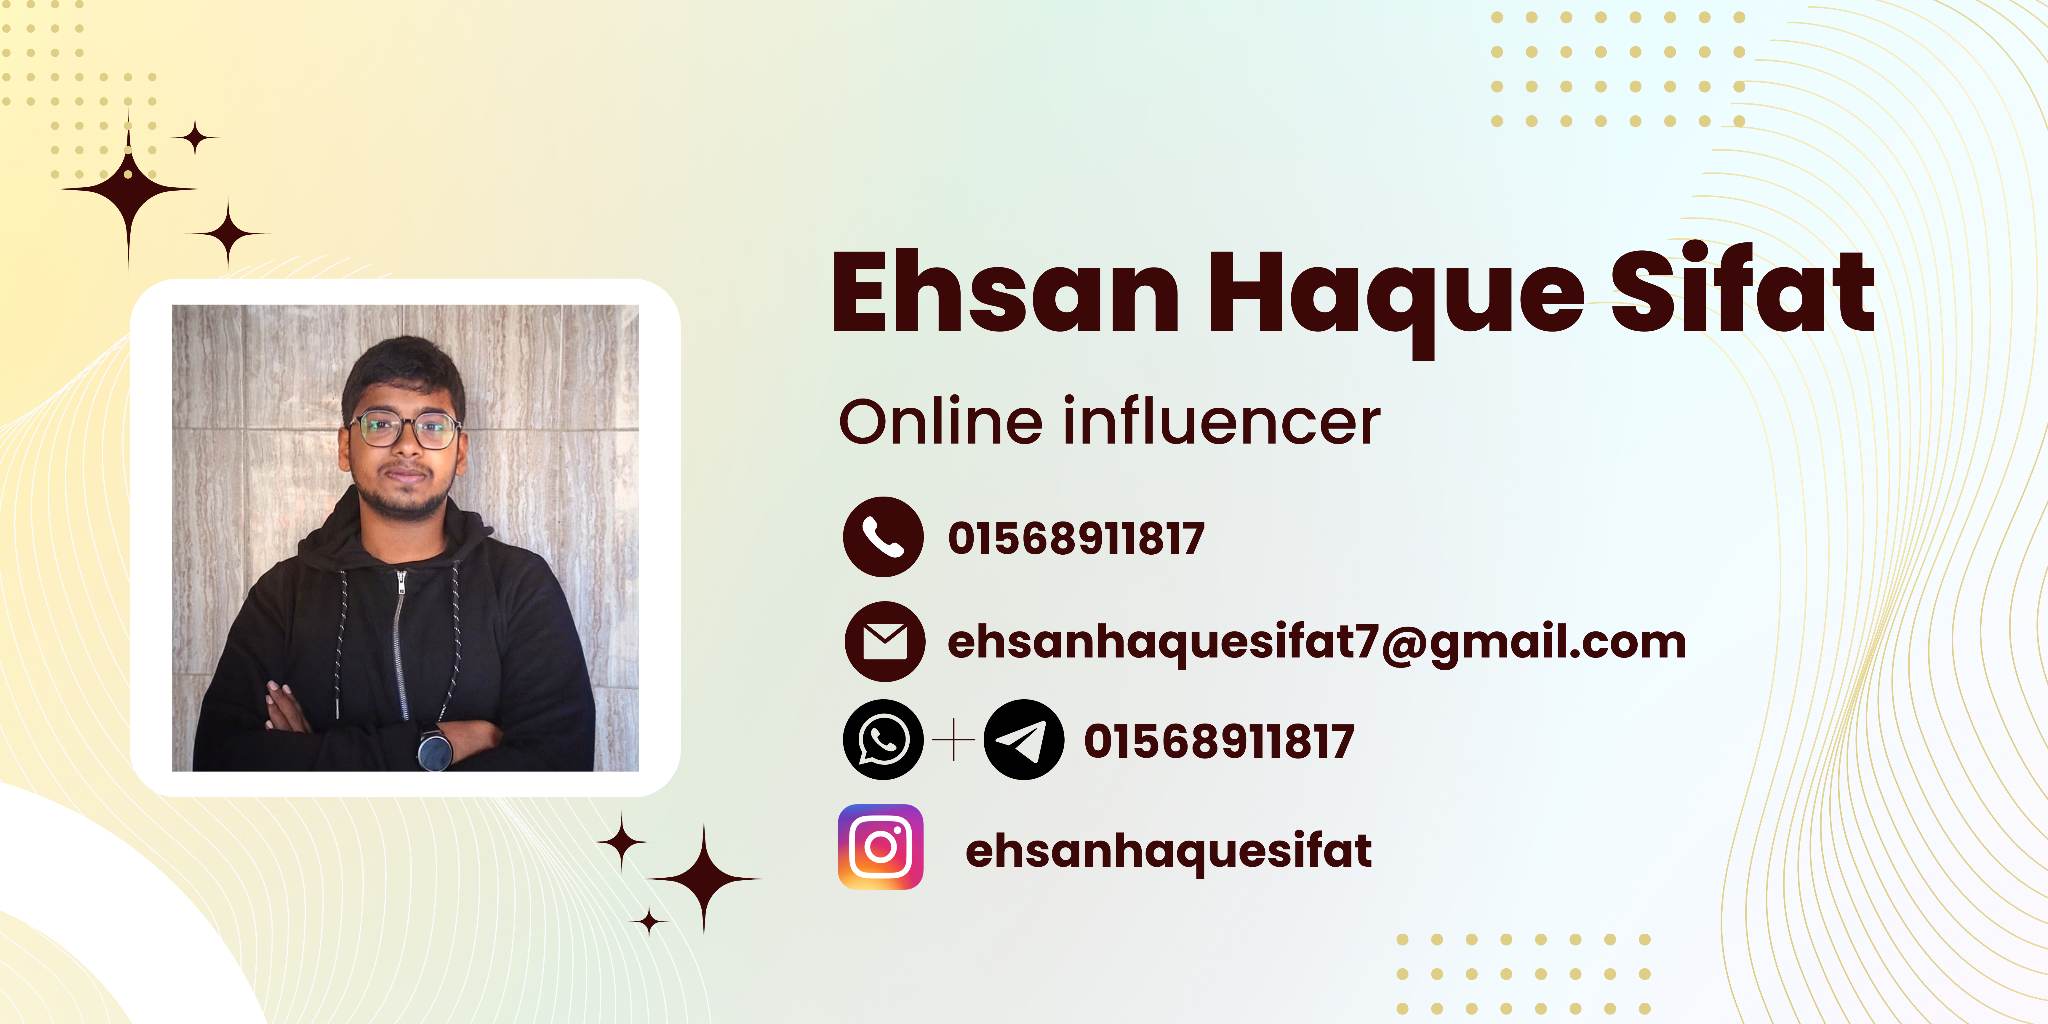 Ehsan Haque Sifat
Online influencer
01568911817
ehsanhaquesifat7@gmail.com
01568911817
ehsanhaquesifat